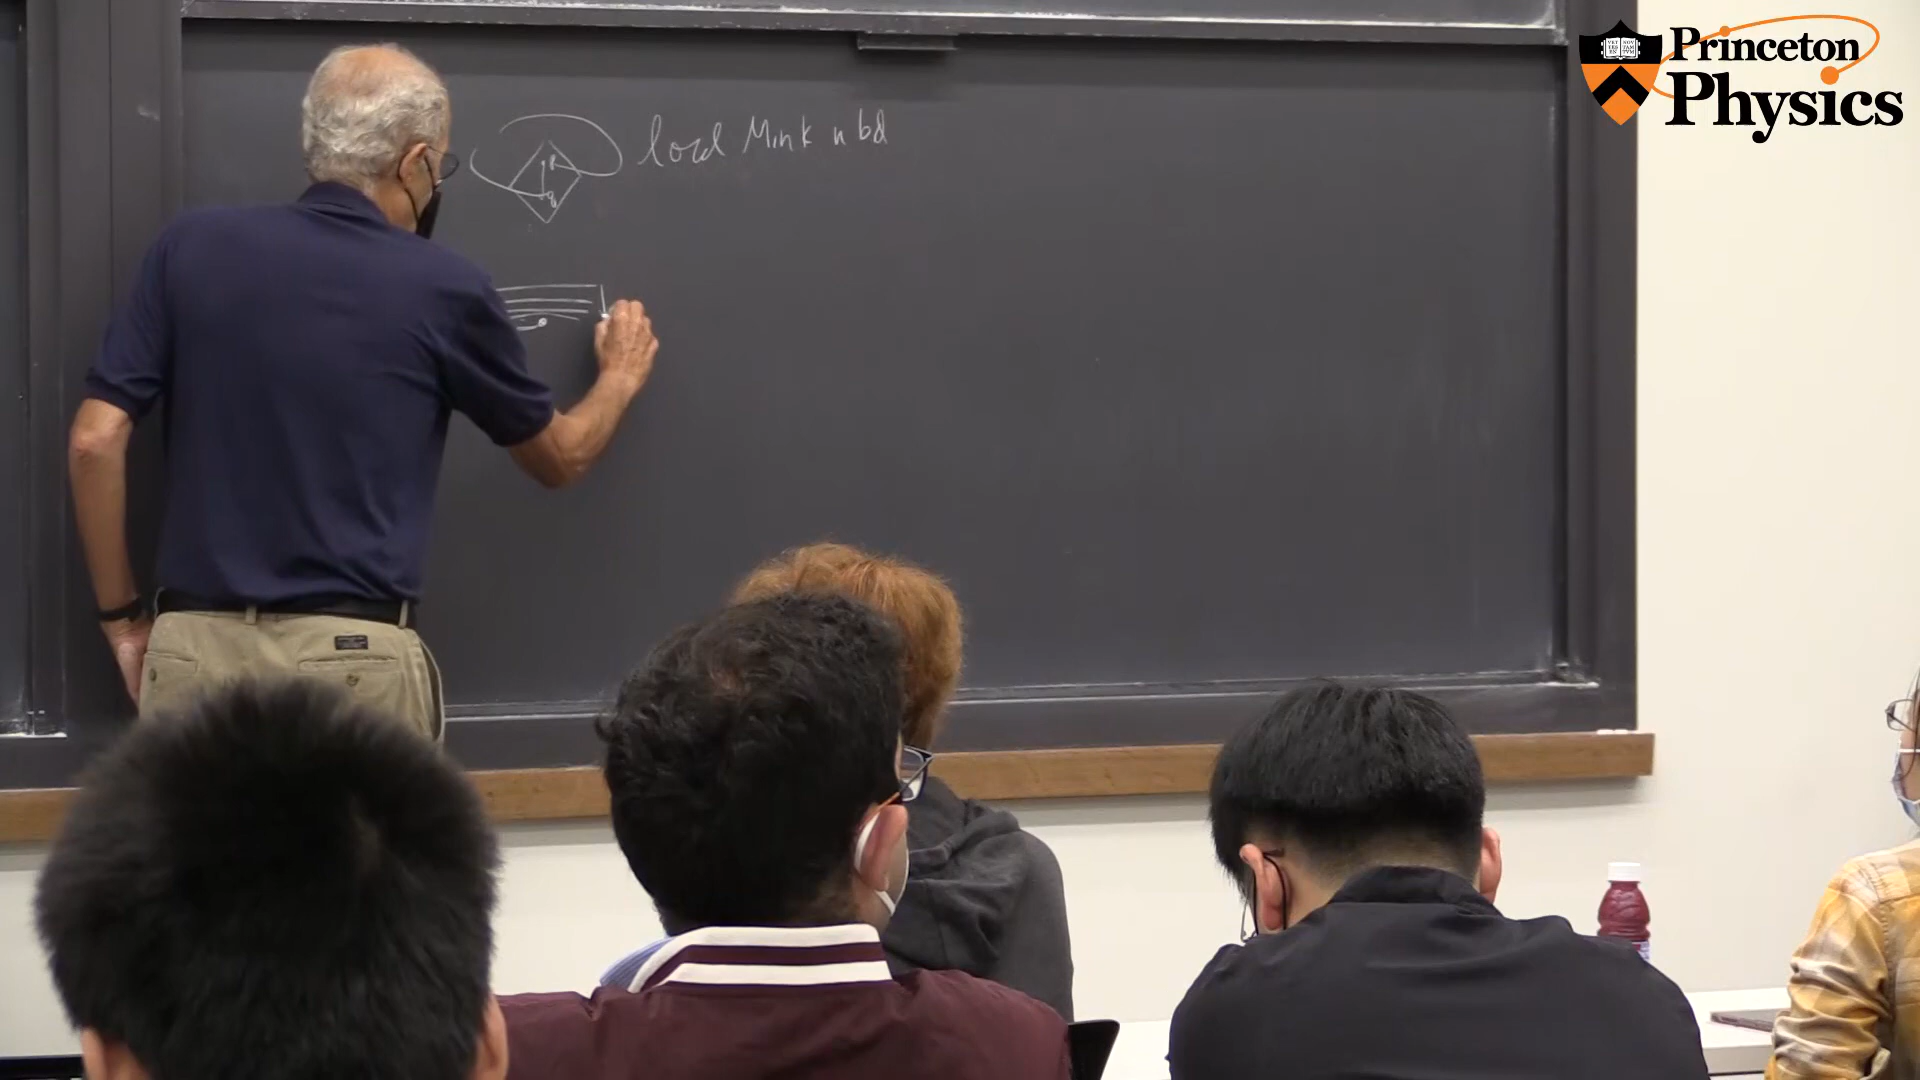 Princeton
Physics
local Mink nbd
p
q